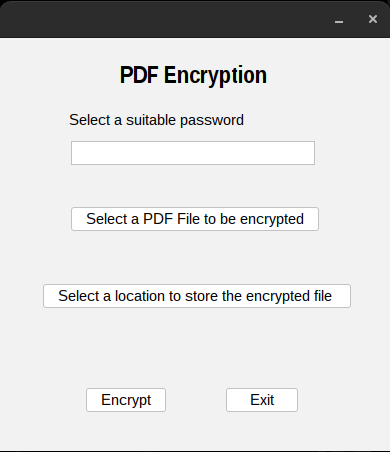 PDF Encryption
Select a suitable password
Select a PDF File to be encrypted
Select a location to store the encrypted file
Encrypt
Exit